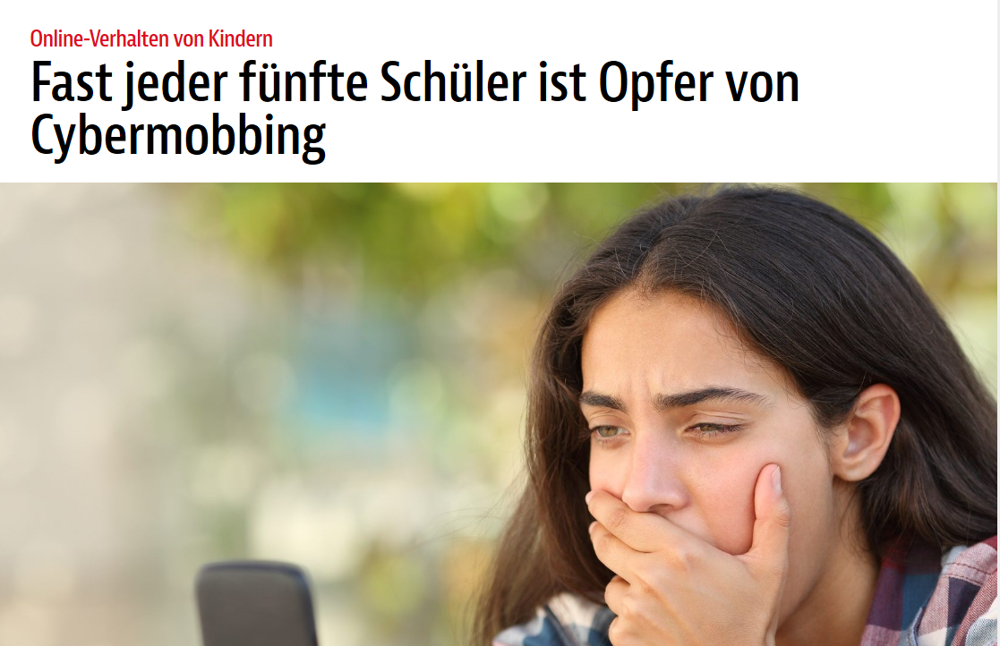 Online-Verhalten von Kindern
Fast jeder fünfte Schüler ist Opfer von
Cybermobbing